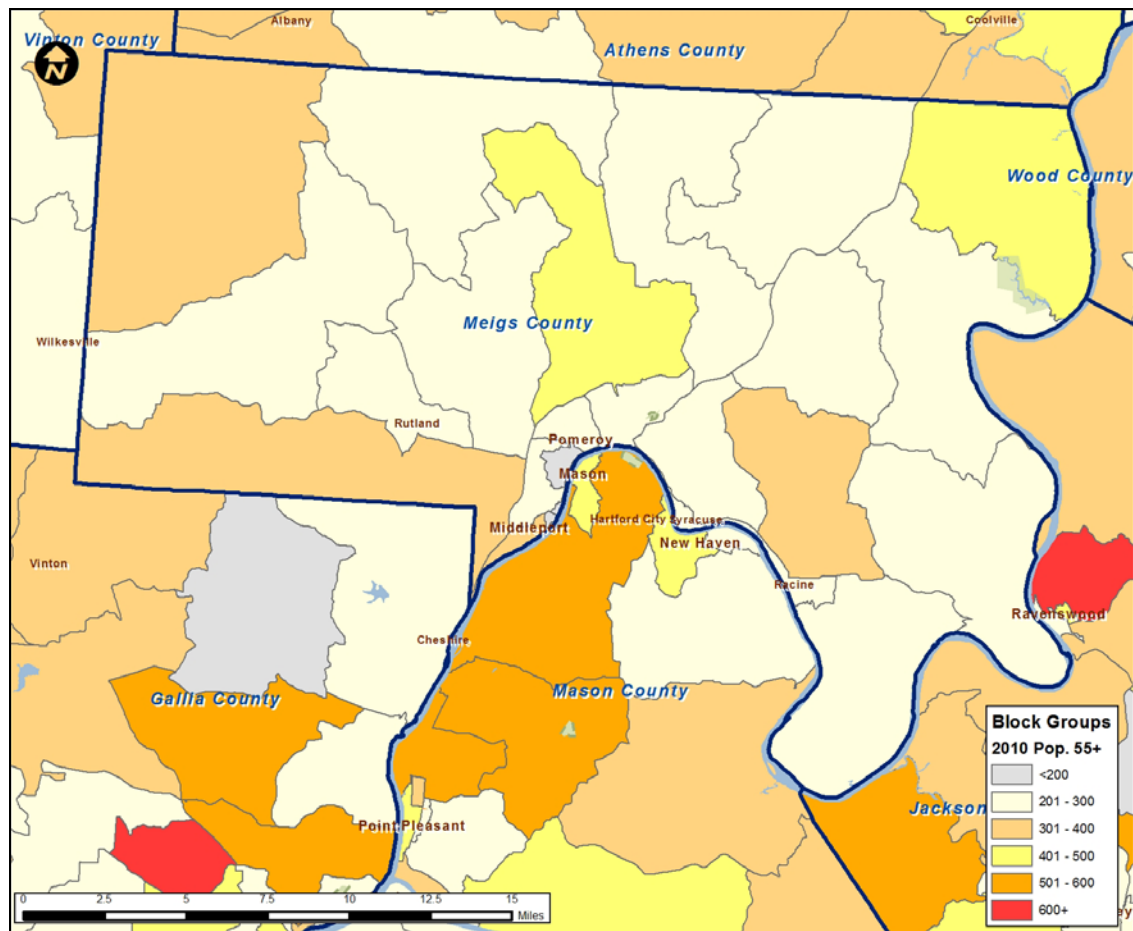 Albany
Coolville
Vinton County
Athens County
N
Wood County
Meigs County
Wilkesville
Rutland
Pomeroy
Mason
Hartford City Syracuse
Middleport
New Haven
Vinton
Racine
Ravenswood
Cheshire
Gallia County
Mason County
Jackson
Point Pleasant
Block Groups
2010 Pop. 55+
<200
201 - 300
301 - 400
401 - 500
501 - 600
600+
0 2.5 5 7.5 10 12.5 15
Miles